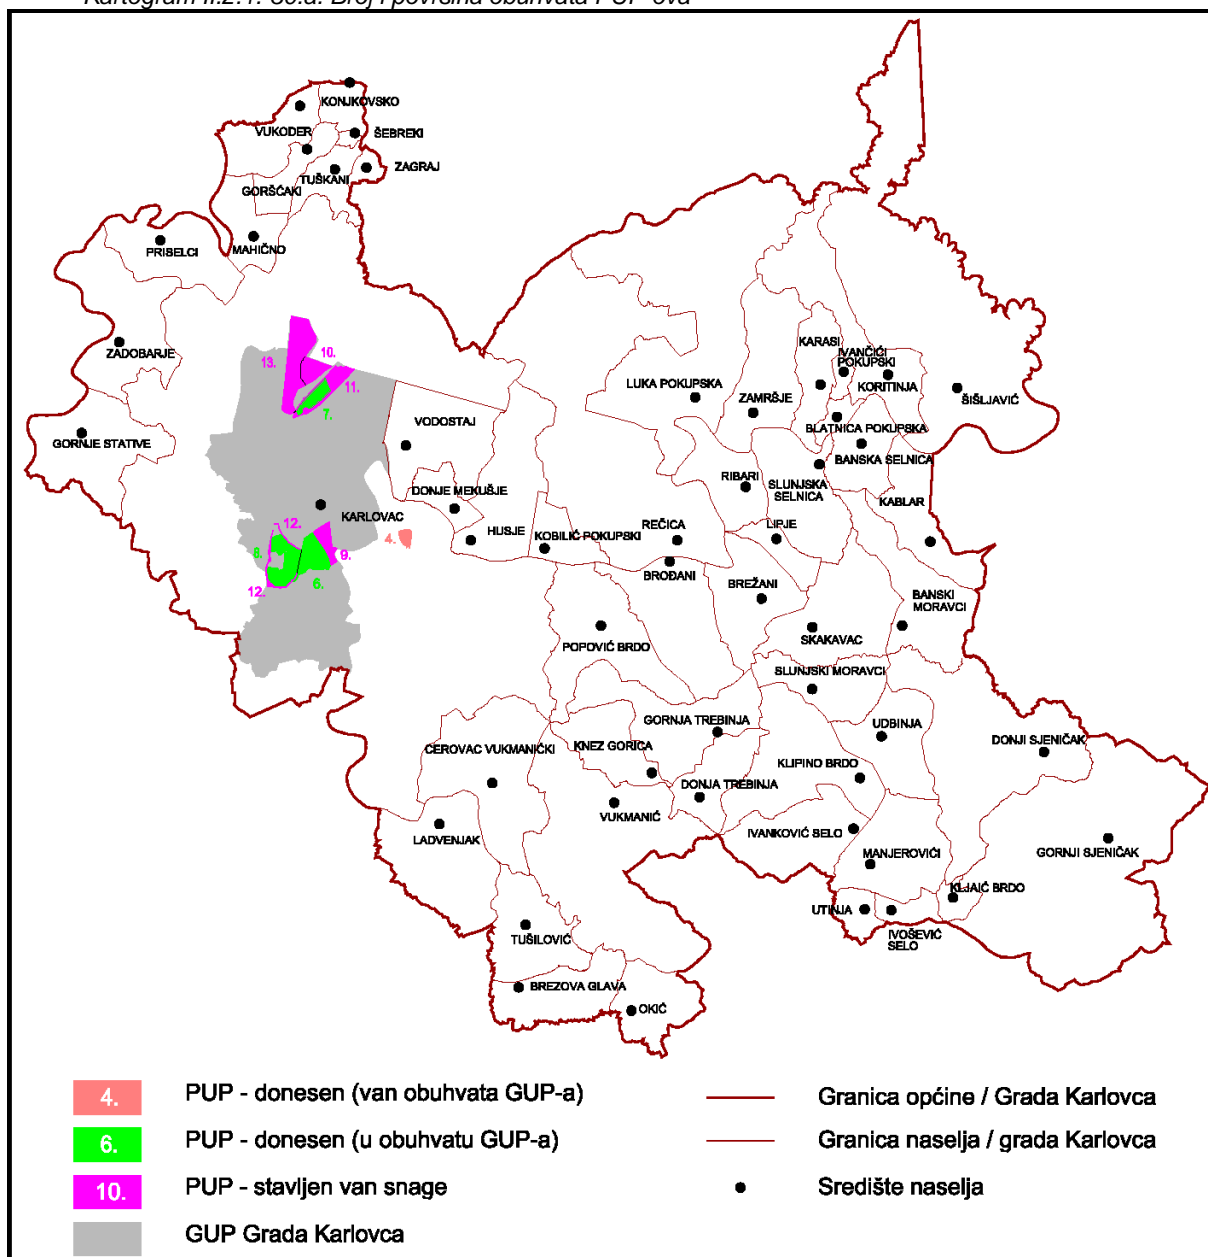 KONJKOVSKO
VUKODER
ŠEBREKI
ZAGRAJ
TUŠKANI
GORŠĆAKI
MAHIČNO
PRISELCI
ZADOBARJE
GORNJE STATIVE
13.
10.
11.
7.
VODOSTAJ
DONJE MEKUŠJE
KARLOVAC
HUSJE
KOBILIĆ POKUPSKI
4.
12.
8.
9.
6.
12.
LUKA POKUPSKA
ZAMRŠJE
KARASI
IVANČIĆI
POKUPSKI
KORITINJA
ŠIŠLJAVIĆ
BLATNICA POKUPSKA
BANSKA SELNICA
RIBARI
SLUNJSKA
SELNICA
KABLAR
REČICA
LIPJE
BROĐANI
BREŽANI
BANSKI
MORAVCI
POPOVIĆ BRDO
SKAKAVAC
SLUNJSKI MORAVCI
GORNJA TREBINJA
UDBINJA
DONJI SJENIČAK
CEROVAC VUKMANIĆKI
KNEZ GORICA
KLIPINO BRDO
DONJA TREBINJA
VUKMANIĆ
LADVENJAK
IVANKOVIĆ SELO
GORNJI SJENIČAK
MANJEROVIĆI
KLJAIĆ BRDO
UTINJA
IVOŠEVIĆ
SELO
TUŠILOVIĆ
BREZOVA GLAVA
OKIĆ
4. PUP - donesen (van obuhvata GUP-a)
6. PUP - donesen (u obuhvatu GUP-a)
10. PUP - stavljen van snage
GUP Grada Karlovca
Granica općine / Grada Karlovca
Granica naselja / grada Karlovca
Središte naselja